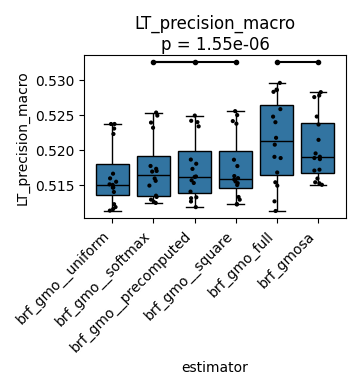 LT_precision_macro
p = 1.55e-06
LT_precision_macro
0.530
0.525
0.520
0.515
brf_gmo__uniform
brf_gmo__softmax
brf_gmo__precomputed
brf_gmo__square
brf_gmo_full
brf_gmosa
estimator